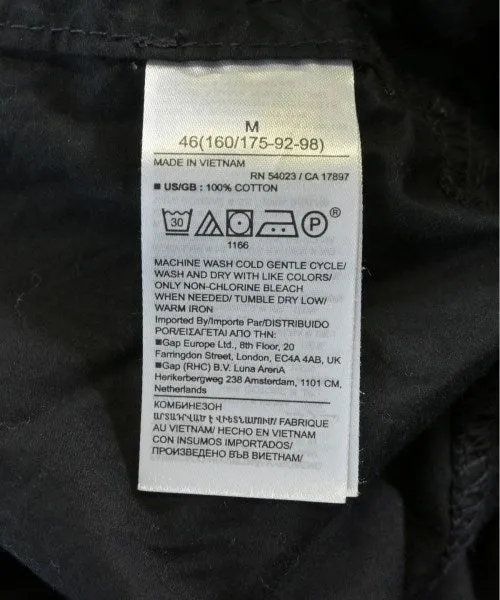 M
46(160/175-92-98)
MADE IN VIETNAM
RN 54023 / CA 17897
■ US/GB : 100% COTTON
30 P ®
1166
MACHINE WASH COLD GENTLE CYCLE/
WASH AND DRY WITH LIKE COLORS/
ONLY NON-CHLORINE BLEACH
WHEN NEEDED/ TUMBLE DRY LOW/
WARM IRON
Imported By/Importe Par/DISTRIBUIDO
POR/ΕΙΣΑΓΕΤΑΙ ΑΠΟ ΤΗΝ:
■Gap Europe Ltd., 8th Floor, 20
Farringdon Street, London, EC4A 4AB, UK
■Gap (RHC) B.V. Luna ArenA
Herikerbergweg 238 Amsterdam, 1101 CM,
Netherlands
КОМБИНЕЗОН
ԱՐՏԱԴՐՎԱԾ Է ՎԻԵՏՆԱՄՈՒՄ/ FABRIQUE
AU VIETNAM/ HECHO EN VIETNAM
CON INSUMOS IMPORTADOS/
ПРОИЗВЕДЕНО ВЪВ ВИЕТНАМ/